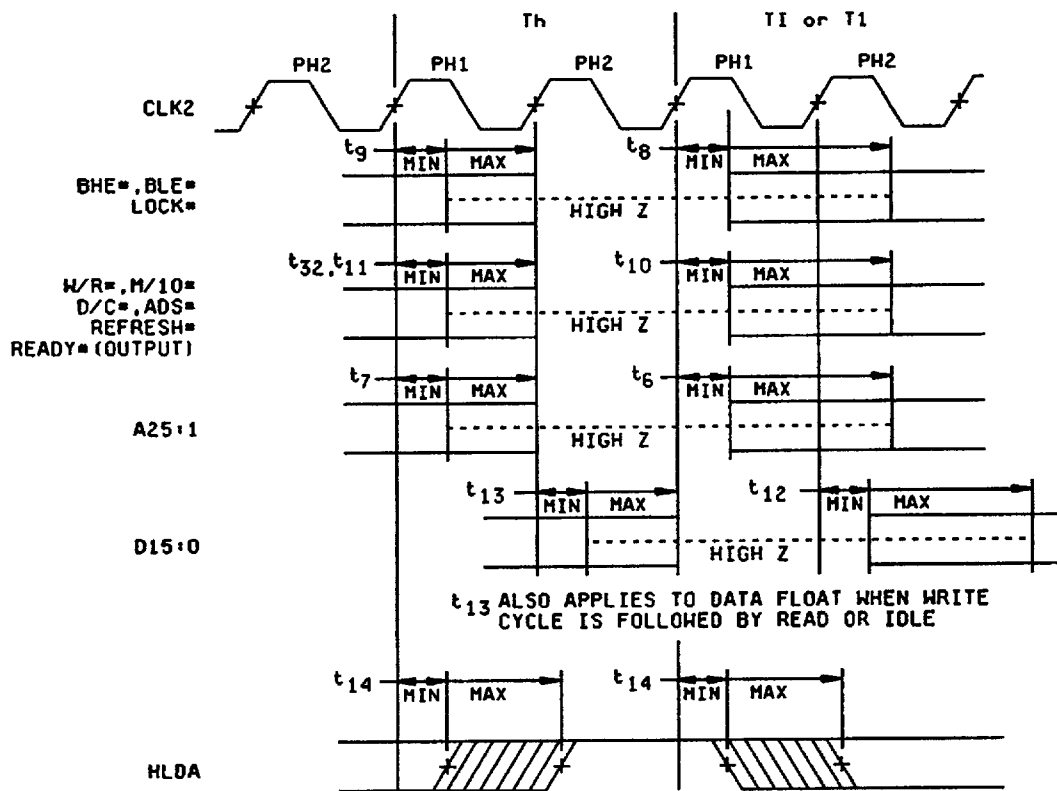 Th TI or T1
PH2 PH1 PH2 PH1 PH2
CLK2
t9 MIN MAX t8 MIN MAX
BHE#,BLE#
LOCK#
HIGH Z
t32,t11 MIN MAX t10 MIN MAX
W/R#,M/IO#
D/C#,ADS#
REFRESH#
READY#(OUTPUT)
HIGH Z
t7 MIN MAX t6 MIN MAX
A25:1
HIGH Z
t13 MIN MAX t12 MIN MAX
D15:0
HIGH Z
t13 ALSO APPLIES TO DATA FLOAT WHEN WRITE
CYCLE IS FOLLOWED BY READ OR IDLE
t14 MIN MAX t14 MIN MAX
HLDA